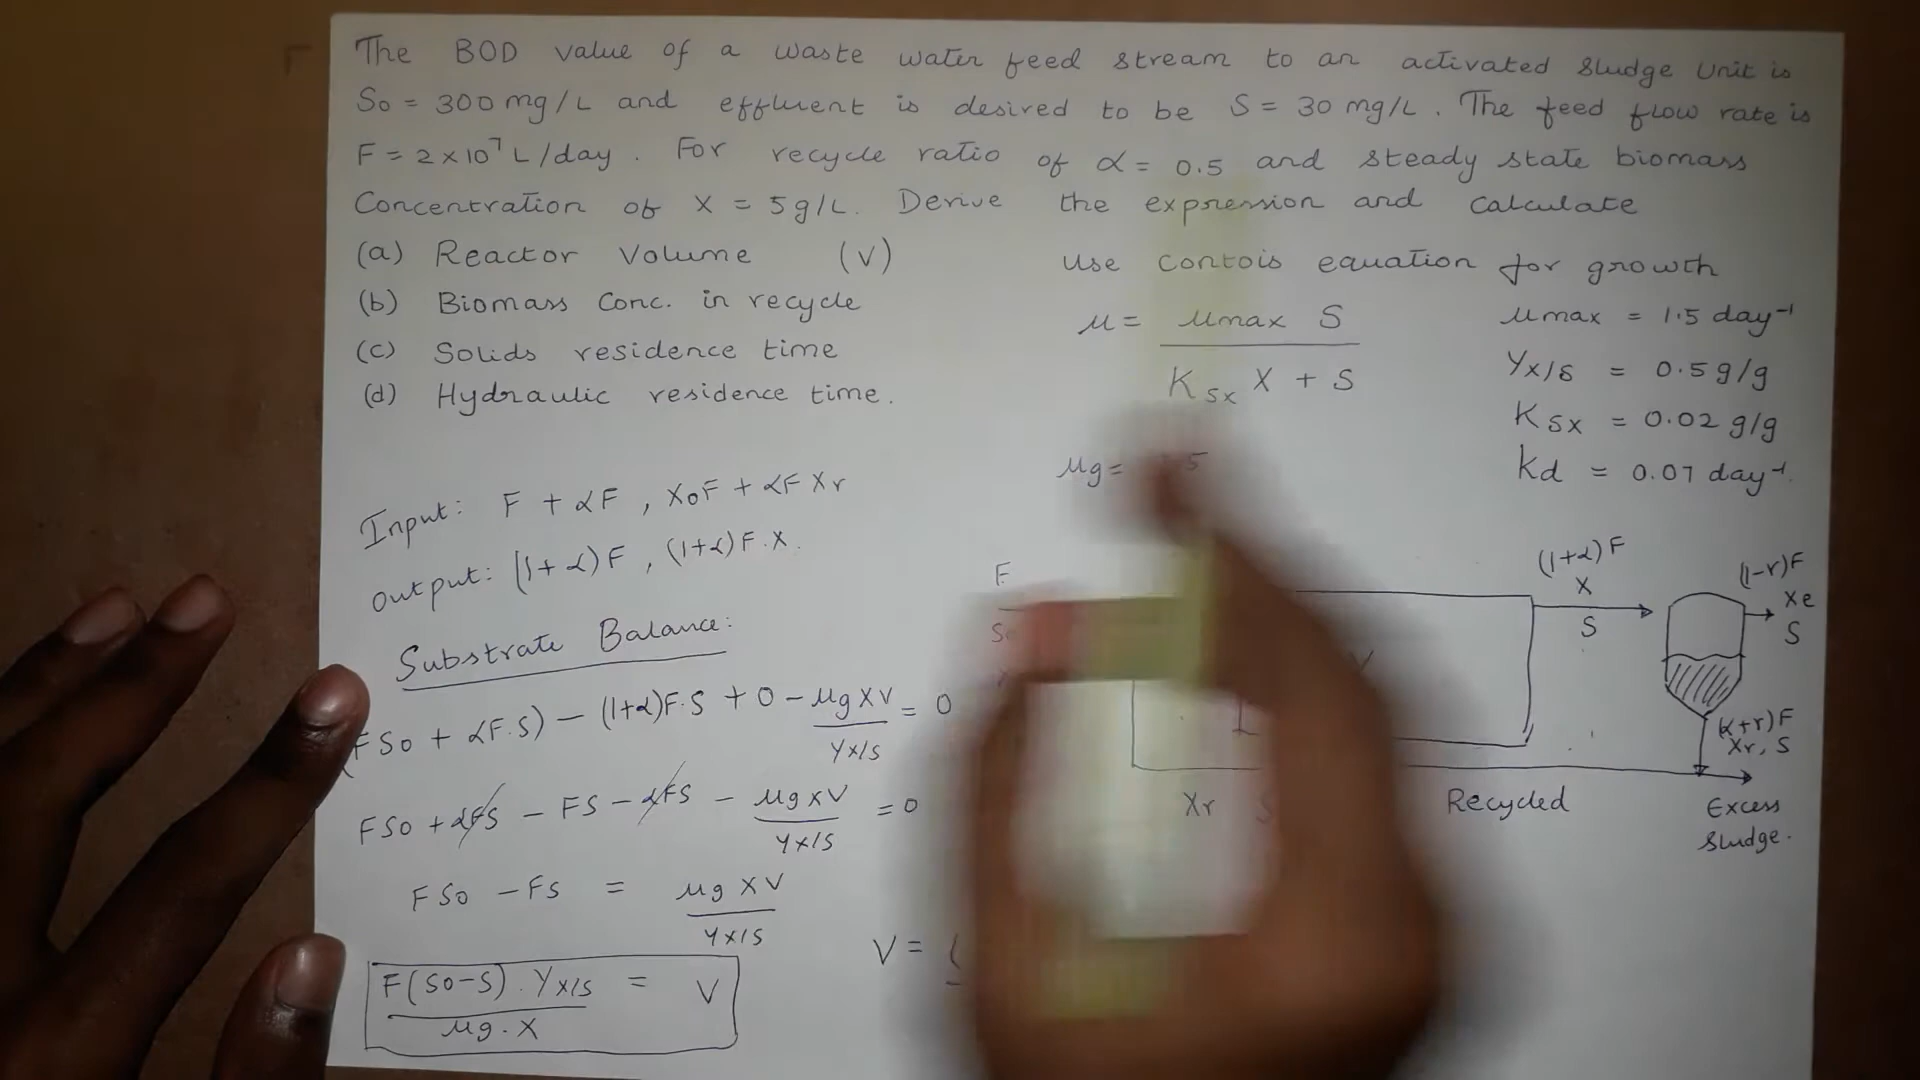 The BOD value of a waste water feed stream to an activated sludge Unit is
So = 300 mg/L and effluent is desired to be S = 30 mg/L. The feed flow rate is
F = 2×10⁷ L/day. For recycle ratio of α = 0.5 and steady state biomass
Concentration of X = 5g/L. Derive the expression and calculate
(a) Reactor Volume (V)
(b) Biomass Conc. in recycle
(c) Solids residence time
(d) Hydraulic residence time.
Use contois equation for growth
μ = μmax S
Ksx X + S
μmax = 1.5 day⁻¹
Yx/s = 0.5g/g
Ksx = 0.02 g/g
Kd = 0.07 day⁻¹.
μg =
Input: F + αF, XoF + αF Xr
output: (1+α)F, (1+α)F.X.
Substrate Balance:
(FSo + αF.S) − (1+α)F.S + 0 − μg XV = 0
Yx/s
FSo + αFS − FS − αFS − μg XV = 0
Yx/s
FSo − FS = μg XV
Yx/s
F(So-S). Yx/s = V
μg. X
V = (
F
(1+α)F
X
S
(1-r)F
Xe
S
(α+r)F
Xr, S
Xr
Recycled
Excess
Sludge.